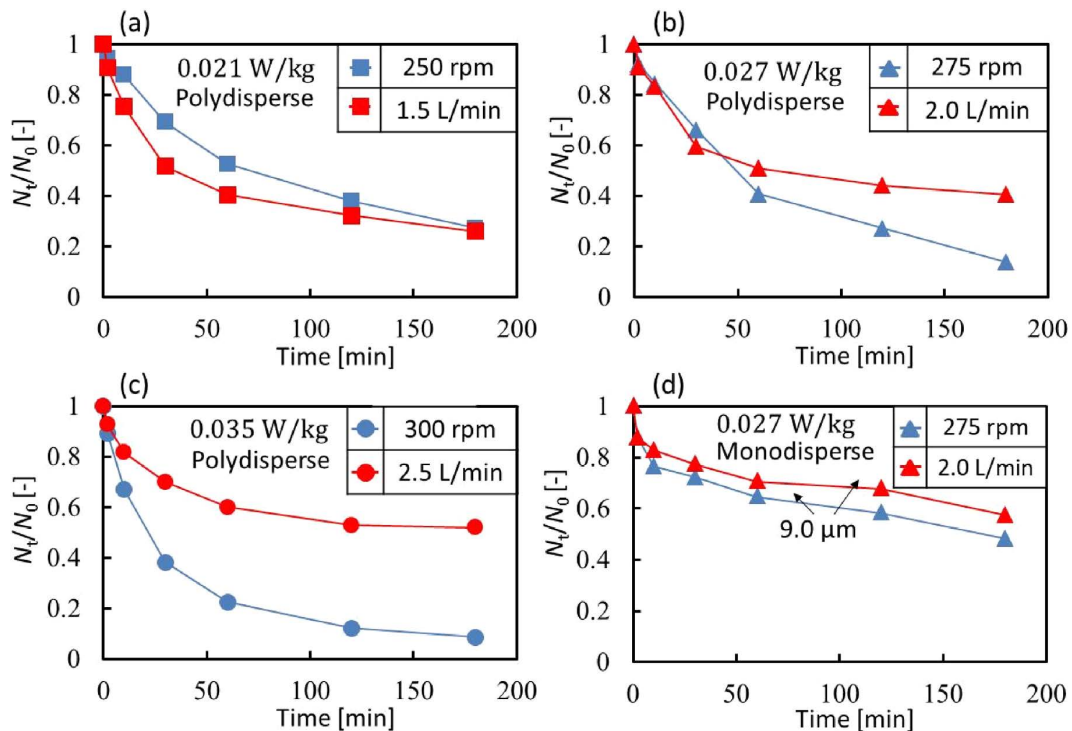 (a)
0.021 W/kg
Polydisperse
250 rpm
1.5 L/min
1
0.8
0.6
0.4
0.2
0
Nt/N0 [-]
0
50
100
150
200
Time [min]
(b)
0.027 W/kg
Polydisperse
275 rpm
2.0 L/min
1
0.8
0.6
0.4
0.2
0
Nt/N0 [-]
0
50
100
150
200
Time [min]
(c)
0.035 W/kg
Polydisperse
300 rpm
2.5 L/min
1
0.8
0.6
0.4
0.2
0
Nt/N0 [-]
0
50
100
150
200
Time [min]
(d)
0.027 W/kg
Monodisperse
275 rpm
2.0 L/min
9.0 µm
1
0.8
0.6
0.4
0.2
0
Nt/N0 [-]
0
50
100
150
200
Time [min]